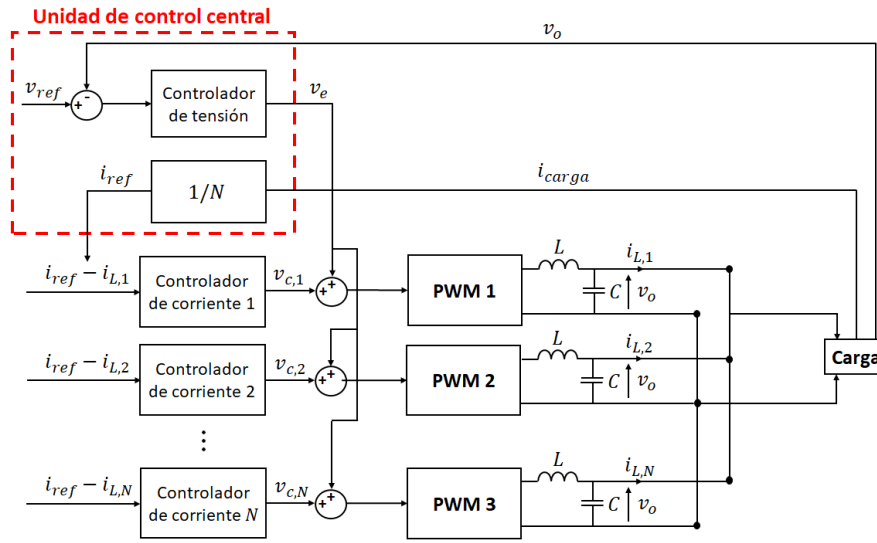 Unidad de control central
v_o
v_ref
+
-
Controlador
de tensión
v_e
i_ref
1/N
i_carga
i_ref − i_L,1
Controlador
de corriente 1
v_c,1
+
+
PWM 1
L
i_L,1
C
v_o
i_ref − i_L,2
Controlador
de corriente 2
v_c,2
+
+
PWM 2
L
i_L,2
C
v_o
Carga
⋮
i_ref − i_L,N
Controlador
de corriente N
v_c,N
+
+
PWM 3
L
i_L,N
C
v_o